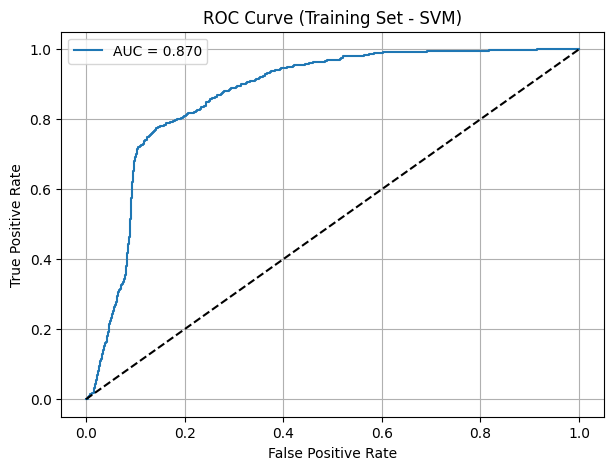 ROC Curve (Training Set - SVM)
AUC = 0.870
True Positive Rate
1.0
0.8
0.6
0.4
0.2
0.0
0.0 0.2 0.4 0.6 0.8 1.0
False Positive Rate